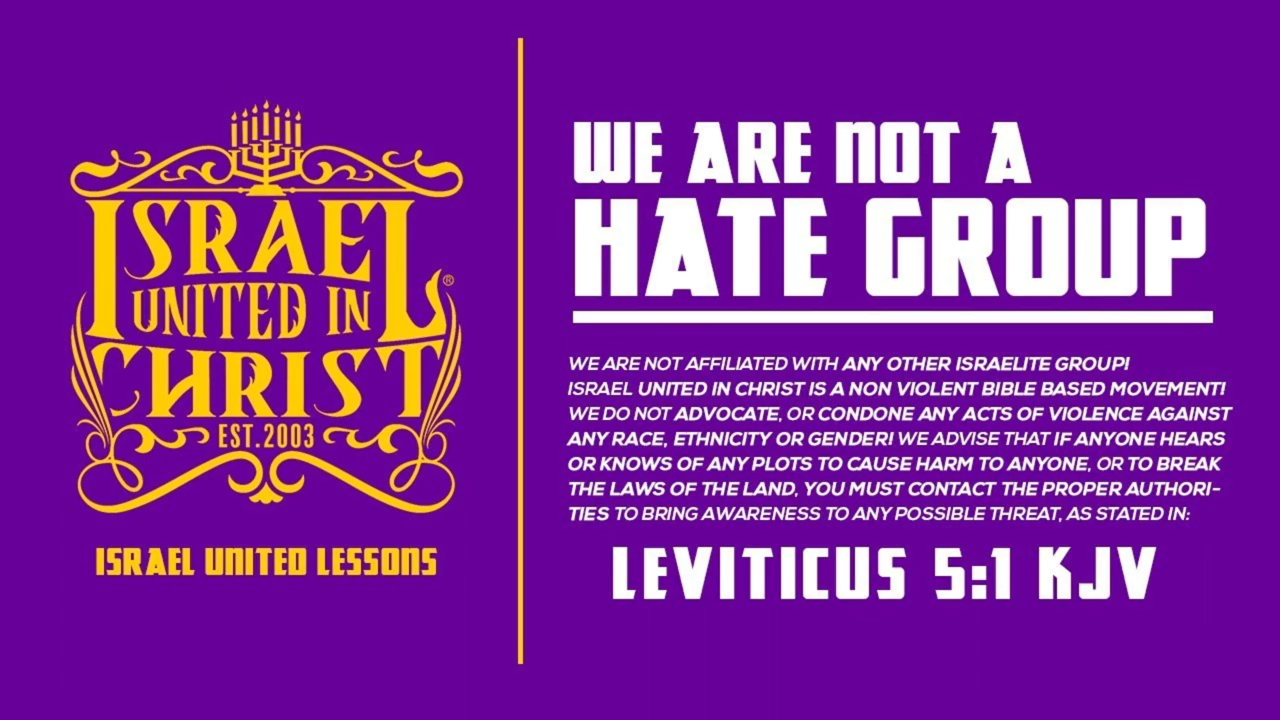 ISRAEL
UNITED IN
CHRIST
EST.2003
®
ISRAEL UNITED LESSONS
WE ARE NOT A
HATE GROUP
WE ARE NOT AFFILIATED WITH ANY OTHER ISRAELITE GROUP!
ISRAEL UNITED IN CHRIST IS A NON VIOLENT BIBLE BASED MOVEMENT!
WE DO NOT ADVOCATE, OR CONDONE ANY ACTS OF VIOLENCE AGAINST
ANY RACE, ETHNICITY OR GENDER! WE ADVISE THAT IF ANYONE HEARS
OR KNOWS OF ANY PLOTS TO CAUSE HARM TO ANYONE, OR TO BREAK
THE LAWS OF THE LAND, YOU MUST CONTACT THE PROPER AUTHORI-
TIES TO BRING AWARENESS TO ANY POSSIBLE THREAT, AS STATED IN:
LEVITICUS 5:1 KJV